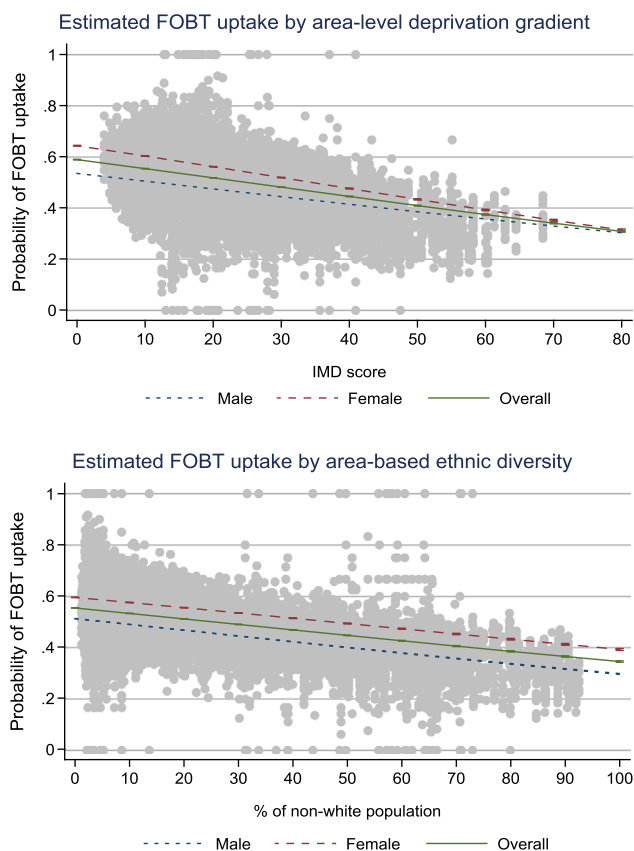 Estimated FOBT uptake by area-level deprivation gradient
Probability of FOBT uptake
1
.8
.6
.4
.2
0
0 10 20 30 40 50 60 70 80
IMD score
Male Female Overall
Estimated FOBT uptake by area-based ethnic diversity
Probability of FOBT uptake
1
.8
.6
.4
.2
0
0 10 20 30 40 50 60 70 80 90 100
% of non-white population
Male Female Overall